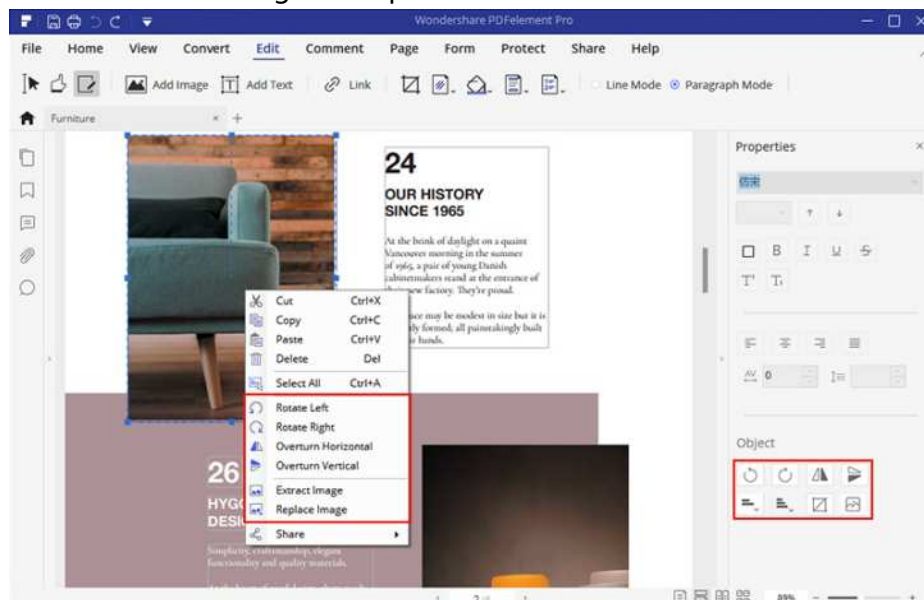 Wondershare PDFelement Pro
File Home View Convert Edit Comment Page Form Protect Share Help
Add Image Add Text Link Line Mode Paragraph Mode
Furniture
24
OUR HISTORY
SINCE 1965
At the brink of daylight on a quaint
Vancouver morning in the summer
of 1965, a pair of young Danish
cabinetmakers stand at the entrance of
new factory. They're proud.
may be modest in size but it is
formed, all painstakingly built
hands.
Cut Ctrl+X
Copy Ctrl+C
Paste Ctrl+V
Delete Del
Select All Ctrl+A
Rotate Left
Rotate Right
Overturn Horizontal
Overturn Vertical
Extract Image
Replace Image
Share
26
HYGG
DESI
Simplicity, craftsmanship, elegant
functionality and quality materials.
Properties
仿宋
B I U S
0
Object
89%